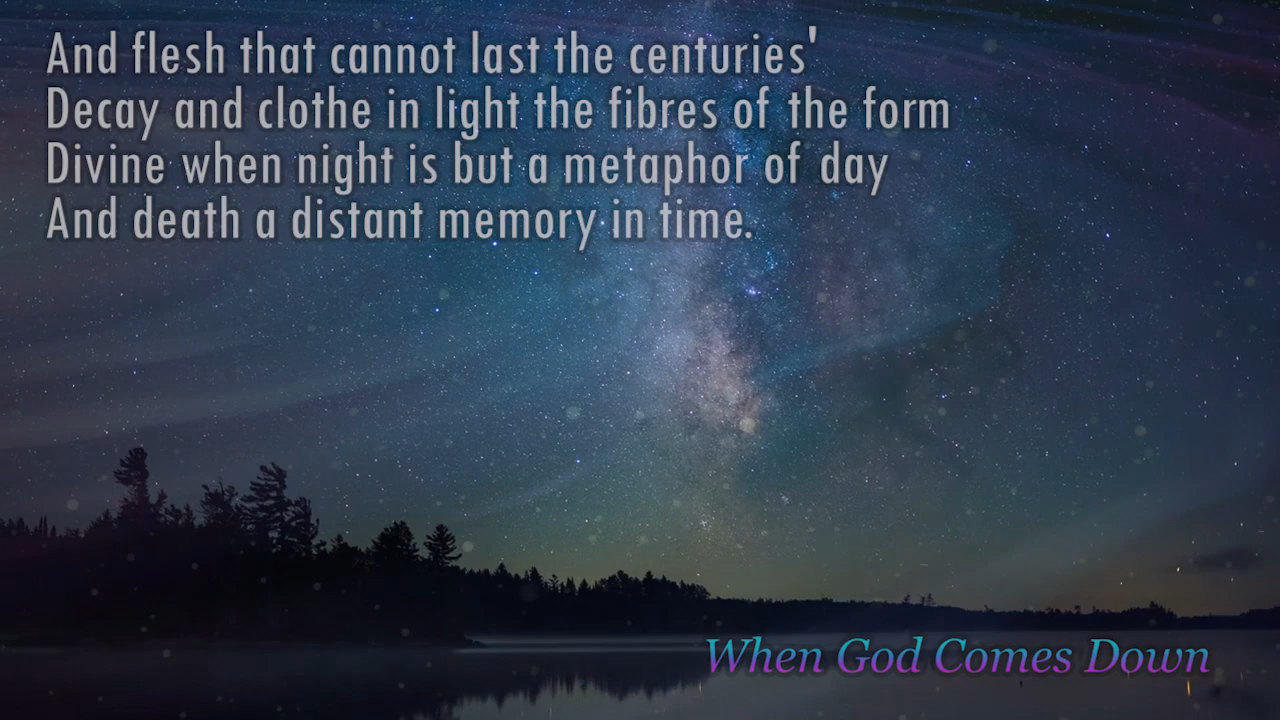 And flesh that cannot last the centuries'
Decay and clothe in light the fibres of the form
Divine when night is but a metaphor of day
And death a distant memory in time.
When God Comes Down